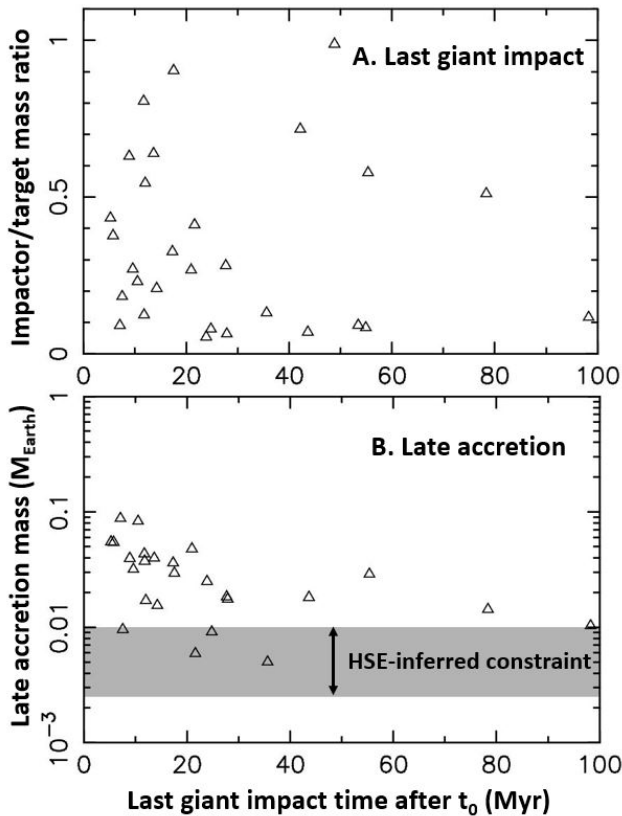 A. Last giant impact
Impactor/target mass ratio
1
0.5
0
0 20 40 60 80 100
B. Late accretion
Late accretion mass (M_Earth)
1
0.1
0.01
10^-3
HSE-inferred constraint
0 20 40 60 80 100
Last giant impact time after t_0 (Myr)